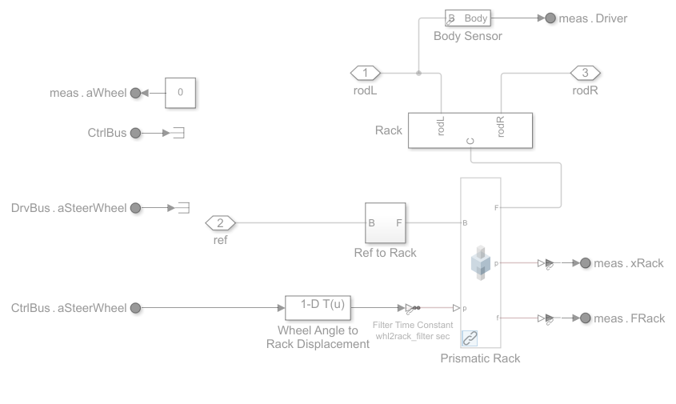 B Body
meas.Driver
Body Sensor
1
rodL
3
rodR
meas.aWheel
0
CtrlBus
Rack
rodL
rodR
C
DrvBus.aSteerWheel
2
ref
B F
Ref to Rack
B
F
p
meas.xRack
CtrlBus.aSteerWheel
1-D T(u)
Wheel Angle to
Rack Displacement
Filter Time Constant
whl2rack_filter sec
p
f
meas.FRack
Prismatic Rack